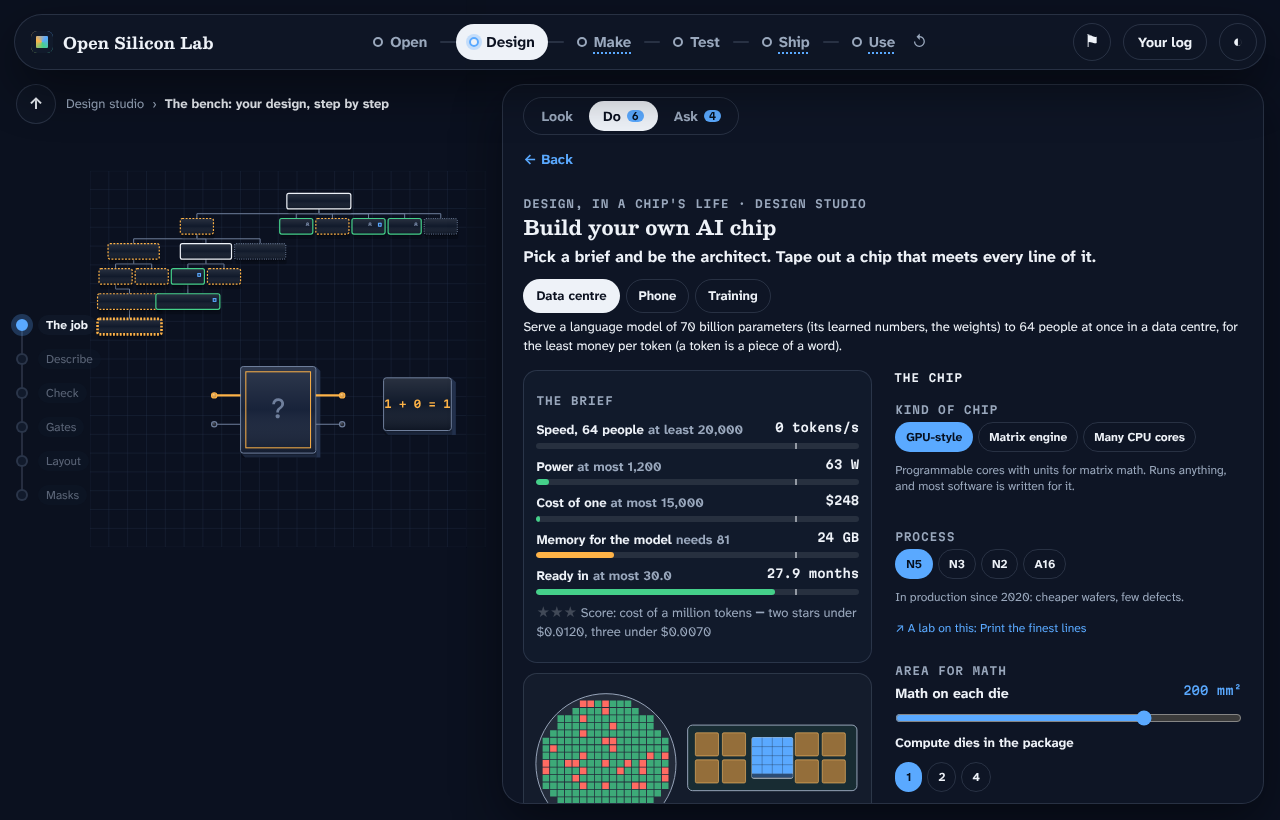 Open Silicon Lab
Open
Design
Make
Test
Ship
Use
Your log
Design studio › The bench: your design, step by step
Look
Do 6
Ask 4
← Back
DESIGN, IN A CHIP'S LIFE · DESIGN STUDIO
Build your own AI chip
Pick a brief and be the architect. Tape out a chip that meets every line of it.
Data centre
Phone
Training
Serve a language model of 70 billion parameters (its learned numbers, the weights) to 64 people at once in a data centre, for
the least money per token (a token is a piece of a word).
The job
Describe
Check
Gates
Layout
Masks
?
1 + 0 = 1
THE BRIEF
Speed, 64 people at least 20,000 0 tokens/s
Power at most 1,200 63 W
Cost of one at most 15,000 $248
Memory for the model needs 81 24 GB
Ready in at most 30.0 27.9 months
★★★ Score: cost of a million tokens — two stars under
$0.0120, three under $0.0070
THE CHIP
KIND OF CHIP
GPU-style
Matrix engine
Many CPU cores
Programmable cores with units for matrix math. Runs anything,
and most software is written for it.
PROCESS
N5
N3
N2
A16
In production since 2020: cheaper wafers, few defects.
↗ A lab on this: Print the finest lines
AREA FOR MATH
Math on each die 200 mm²
Compute dies in the package
1
2
4